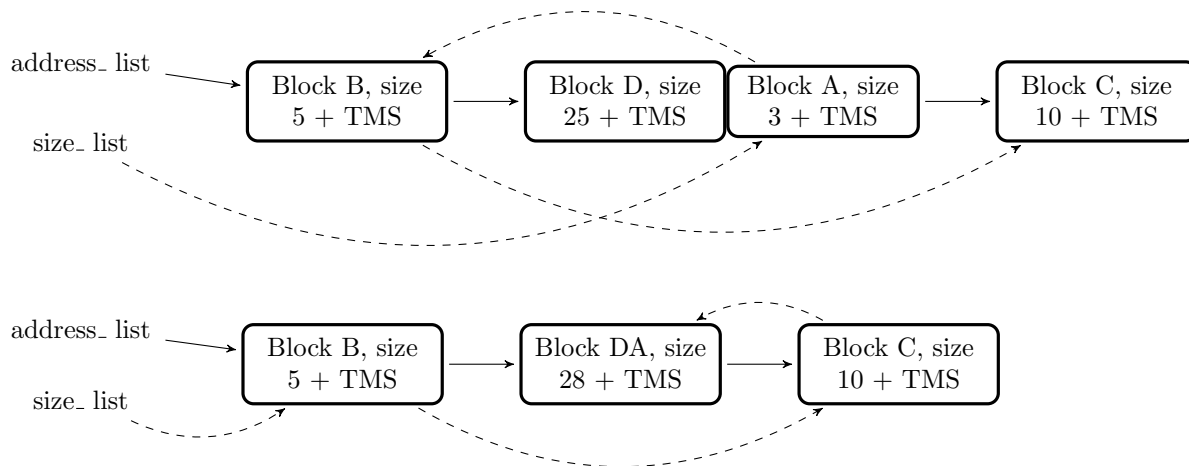 address_ list
Block B, size
5 + TMS
Block D, size
25 + TMS
Block A, size
3 + TMS
Block C, size
10 + TMS
size_ list
address_ list
Block B, size
5 + TMS
Block DA, size
28 + TMS
Block C, size
10 + TMS
size_ list